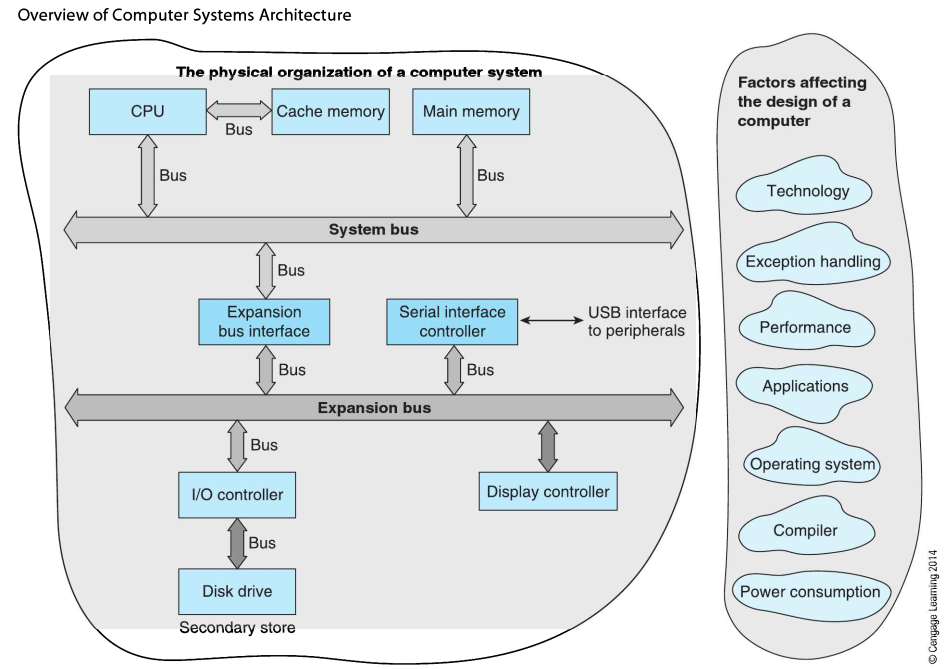 Overview of Computer Systems Architecture
The physical organization of a computer system
CPU
Bus
Cache memory
Main memory
Bus
Bus
System bus
Bus
Expansion
bus interface
Serial interface
controller
USB interface
to peripherals
Bus
Bus
Expansion bus
Bus
I/O controller
Display controller
Bus
Disk drive
Secondary store
Factors affecting
the design of a
computer
Technology
Exception handling
Performance
Applications
Operating system
Compiler
Power consumption
© Cengage Learning 2014